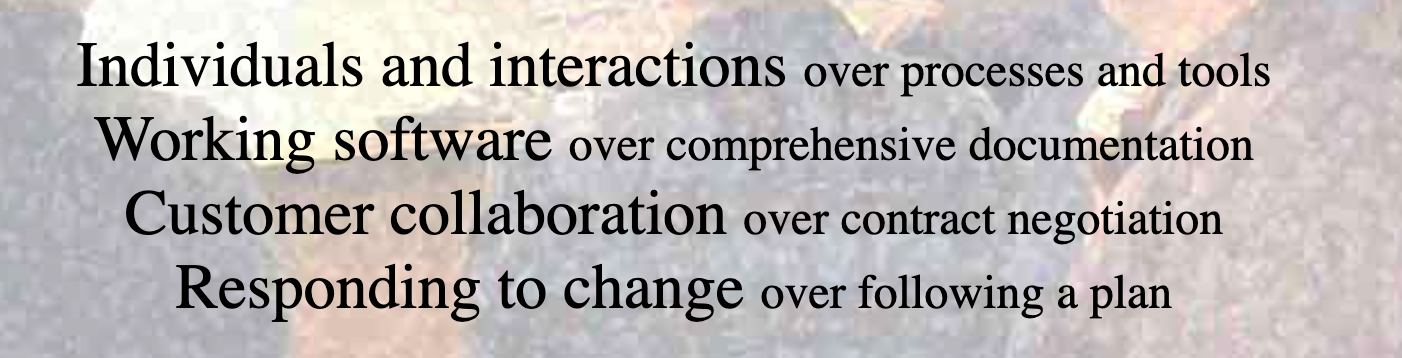 Individuals and interactions over processes and tools
Working software over comprehensive documentation
Customer collaboration over contract negotiation
Responding to change over following a plan